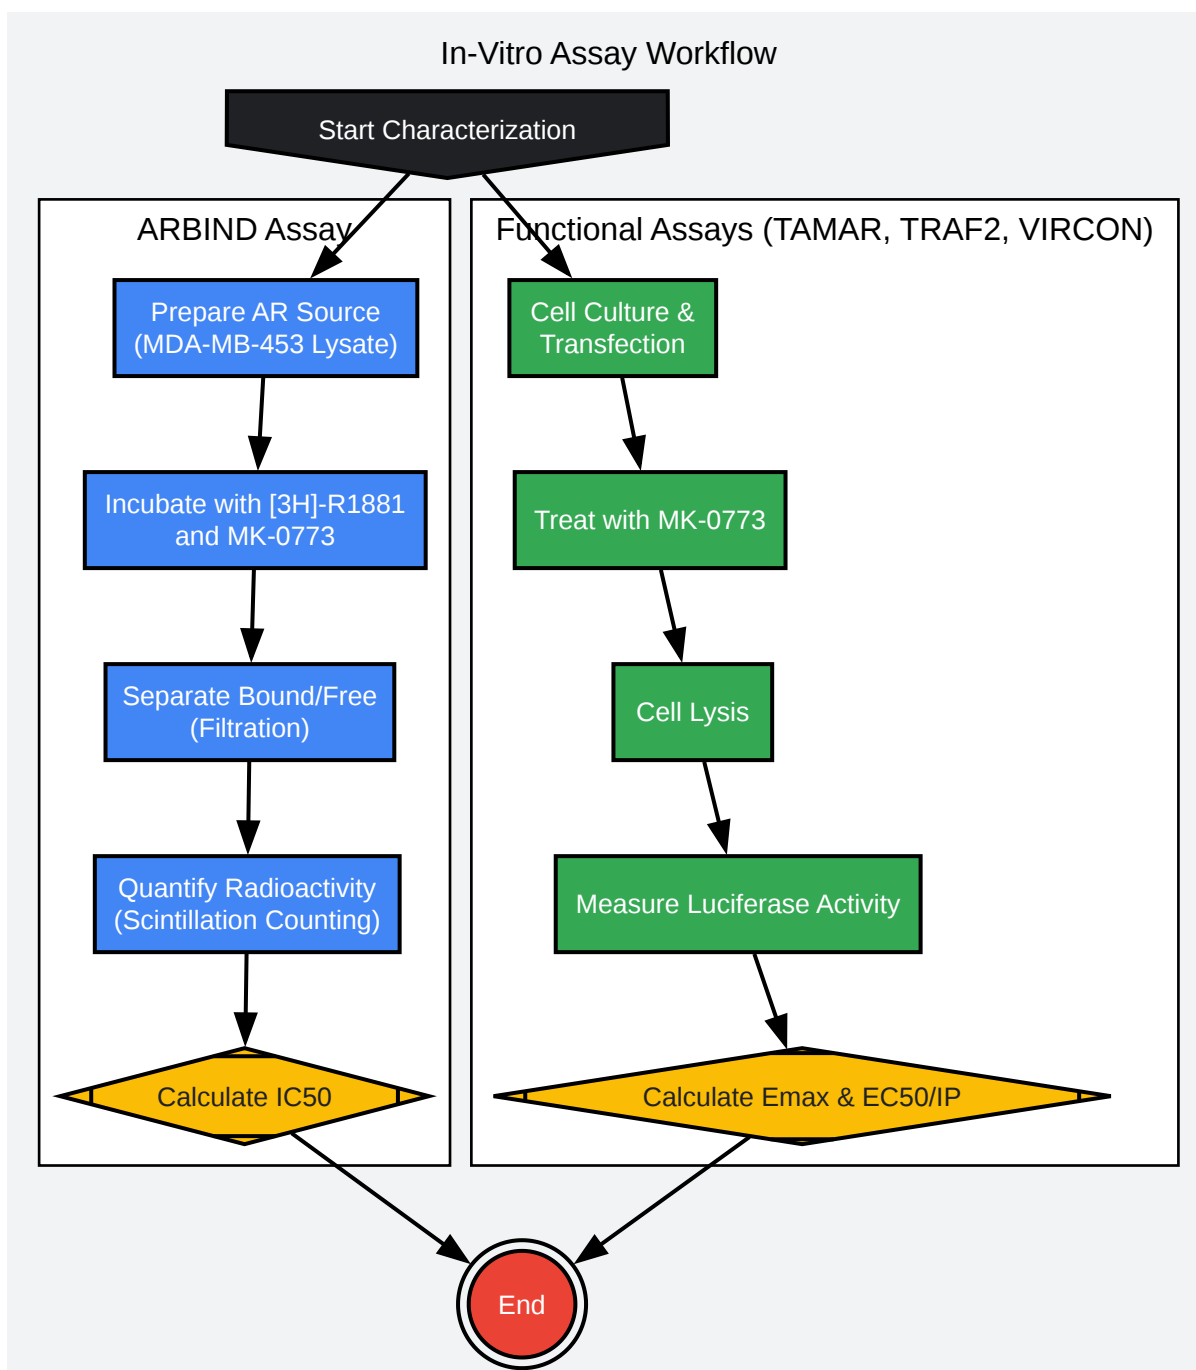 In-Vitro Assay Workflow
Start Characterization
ARBIND Assay
Prepare AR Source
(MDA-MB-453 Lysate)
Incubate with [3H]-R1881
and MK-0773
Separate Bound/Free
(Filtration)
Quantify Radioactivity
(Scintillation Counting)
Calculate IC50
Functional Assays (TAMAR, TRAF2, VIRCON)
Cell Culture &
Transfection
Treat with MK-0773
Cell Lysis
Measure Luciferase Activity
Calculate Emax & EC50/IP
End